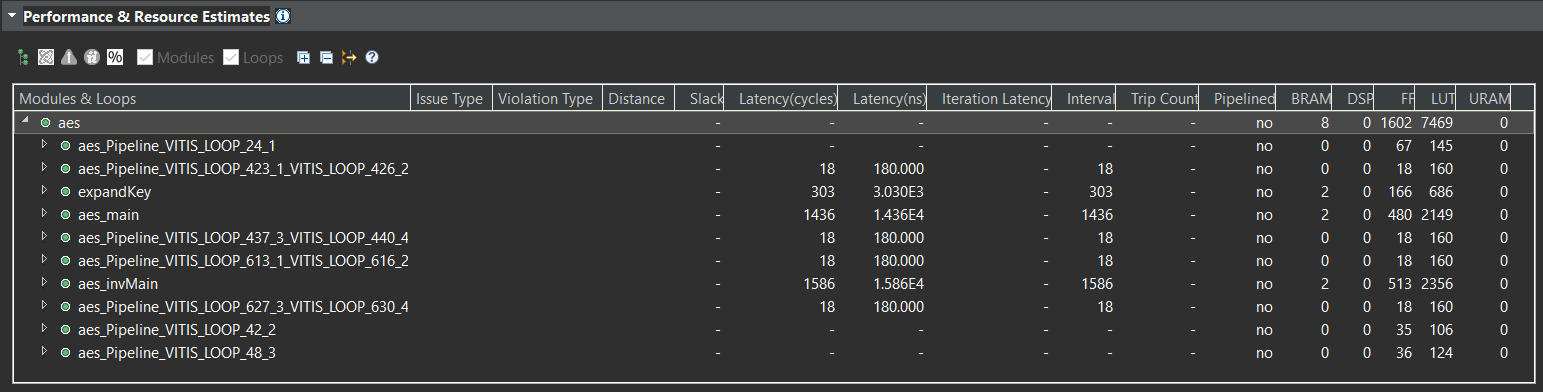 Performance & Resource Estimates
% Modules Loops
Modules & Loops Issue Type Violation Type Distance Slack Latency(cycles) Latency(ns) Iteration Latency Interval Trip Count Pipelined BRAM DSP FF LUT URAM
aes - - - - - - no 8 0 1602 7469 0
aes_Pipeline_VITIS_LOOP_24_1 - - - - - - no 0 0 67 145 0
aes_Pipeline_VITIS_LOOP_423_1_VITIS_LOOP_426_2 - 18 180.000 - 18 - no 0 0 18 160 0
expandKey - 303 3.030E3 - 303 - no 2 0 166 686 0
aes_main - 1436 1.436E4 - 1436 - no 2 0 480 2149 0
aes_Pipeline_VITIS_LOOP_437_3_VITIS_LOOP_440_4 - 18 180.000 - 18 - no 0 0 18 160 0
aes_Pipeline_VITIS_LOOP_613_1_VITIS_LOOP_616_2 - 18 180.000 - 18 - no 0 0 18 160 0
aes_invMain - 1586 1.586E4 - 1586 - no 2 0 513 2356 0
aes_Pipeline_VITIS_LOOP_627_3_VITIS_LOOP_630_4 - 18 180.000 - 18 - no 0 0 18 160 0
aes_Pipeline_VITIS_LOOP_42_2 - - - - - - no 0 0 35 106 0
aes_Pipeline_VITIS_LOOP_48_3 - - - - - - no 0 0 36 124 0